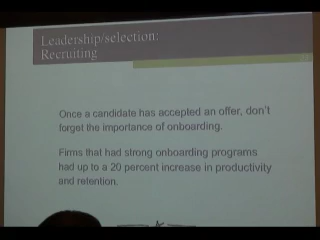 Leadership/selection:
Recruiting
Once a candidate has accepted an offer, don't
forget the importance of onboarding.
Firms that had strong onboarding programs
had up to a 20 percent increase in productivity
and retention.